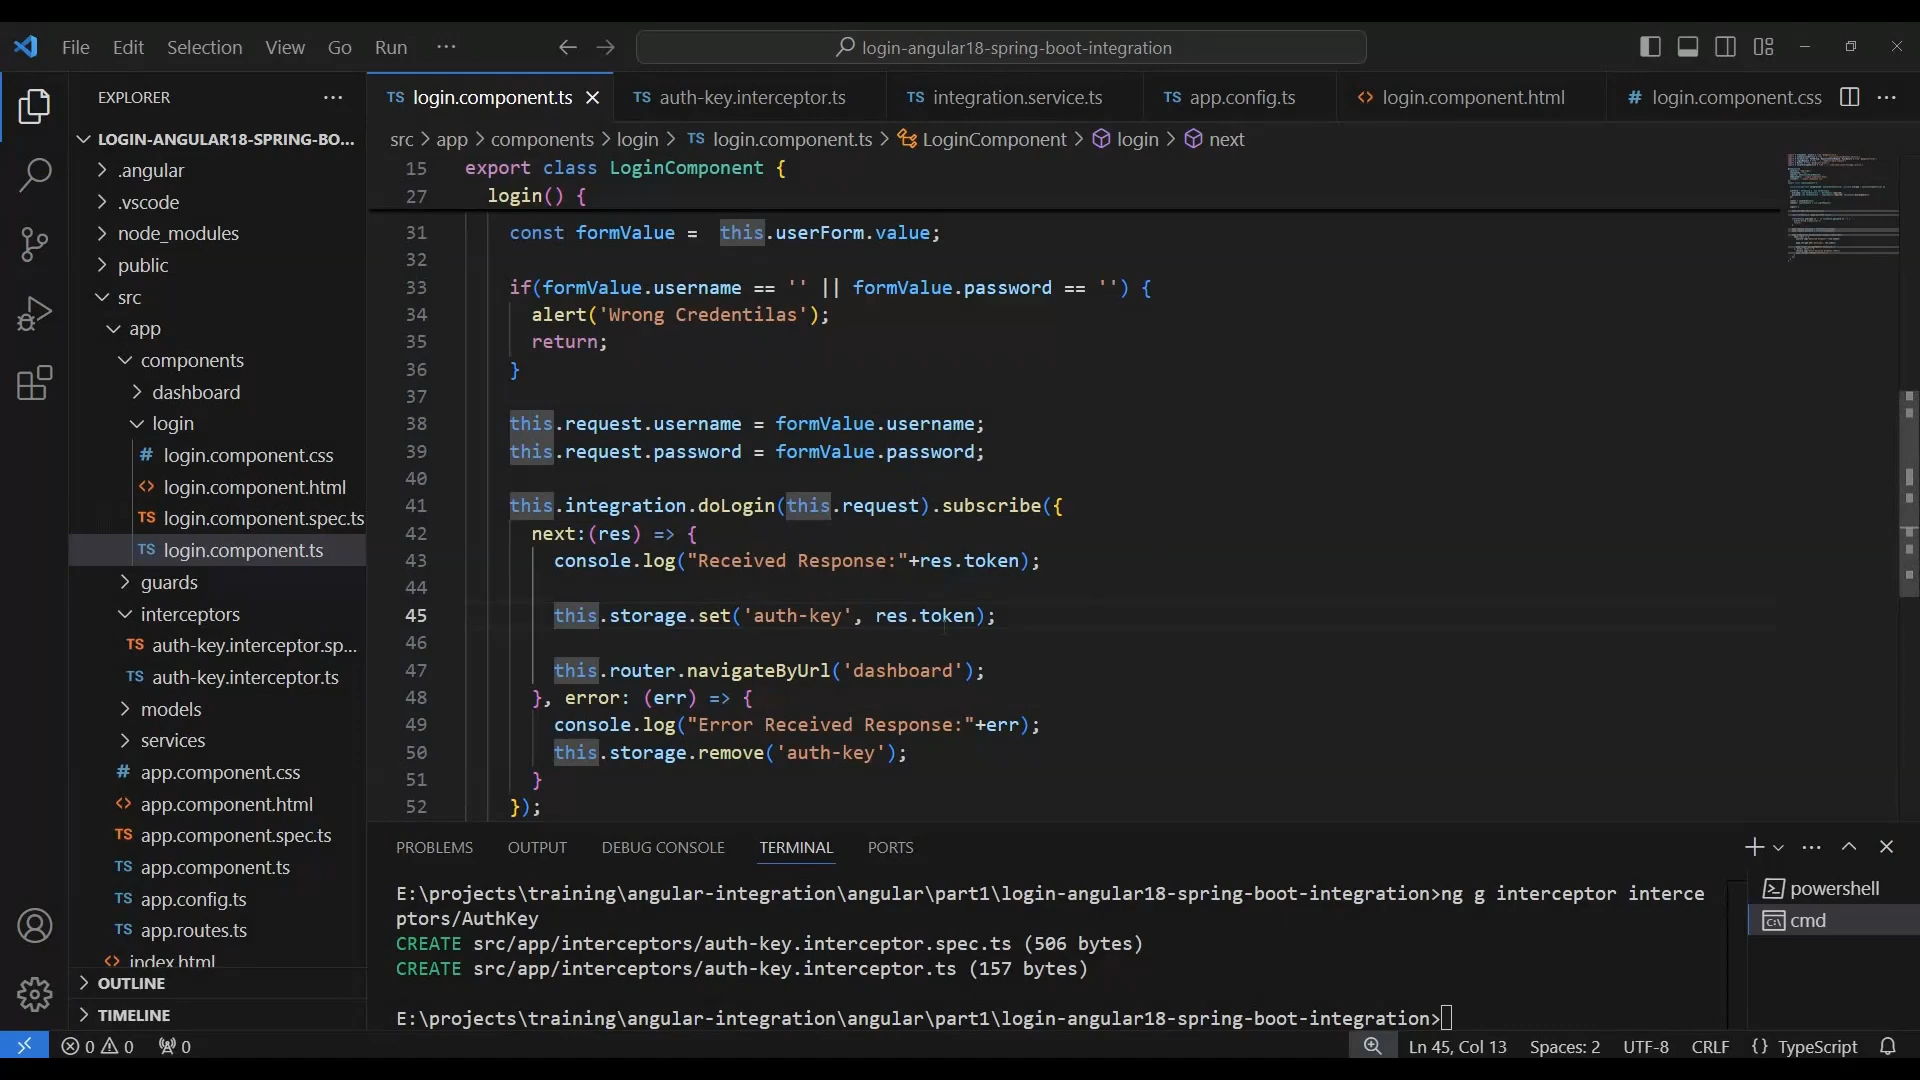 File Edit Selection View Go Run ···
login-angular18-spring-boot-integration
EXPLORER ···
LOGIN-ANGULAR18-SPRING-BO...
.angular
.vscode
node_modules
public
src
app
components
dashboard
login
# login.component.css
<> login.component.html
TS login.component.spec.ts
TS login.component.ts
guards
interceptors
TS auth-key.interceptor.sp...
TS auth-key.interceptor.ts
models
services
# app.component.css
<> app.component.html
TS app.component.spec.ts
TS app.component.ts
TS app.config.ts
TS app.routes.ts
<> index.html
OUTLINE
TIMELINE
TS login.component.ts TS auth-key.interceptor.ts TS integration.service.ts TS app.config.ts <> login.component.html # login.component.css ···
src > app > components > login > TS login.component.ts > LoginComponent > login > next
15 export class LoginComponent {
27 login() {
31 const formValue =  this.userForm.value;
32
33 if(formValue.username == '' || formValue.password == '') {
34 alert('Wrong Credentilas');
35 return;
36 }
37
38 this.request.username = formValue.username;
39 this.request.password = formValue.password;
40
41 this.integration.doLogin(this.request).subscribe({
42 next:(res) => {
43 console.log("Received Response:"+res.token);
44
45 this.storage.set('auth-key', res.token);
46
47 this.router.navigateByUrl('dashboard');
48 }, error: (err) => {
49 console.log("Error Received Response:"+err);
50 this.storage.remove('auth-key');
51 }
52 });
PROBLEMS OUTPUT DEBUG CONSOLE TERMINAL PORTS
E:\projects\training\angular-integration\angular\part1\login-angular18-spring-boot-integration>ng g interceptor interce
ptors/AuthKey
CREATE src/app/interceptors/auth-key.interceptor.spec.ts (506 bytes)
CREATE src/app/interceptors/auth-key.interceptor.ts (157 bytes)
E:\projects\training\angular-integration\angular\part1\login-angular18-spring-boot-integration>
powershell
cmd
0 0 0 Ln 45, Col 13 Spaces: 2 UTF-8 CRLF {} TypeScript